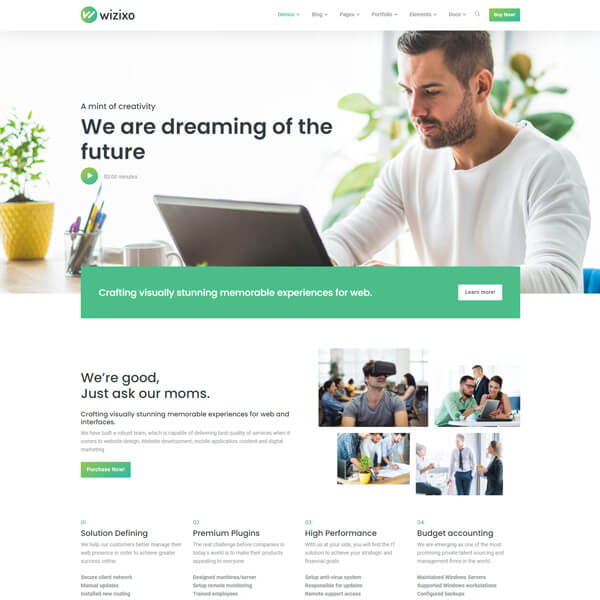 wizixo
Demos Blog Pages Portfolio Elements Docs Buy Now!
A mint of creativity
We are dreaming of the
future
03:00 minutes
Crafting visually stunning memorable experiences for web. Learn more!
We're good,
Just ask our moms.
Crafting visually stunning memorable experiences for web and
interfaces.
We have built a robust team, which is capable of delivering best quality of services when it
comes to website design, Website development, mobile application, content and digital
marketing
Purchase Now!
01
Solution Defining
We help our customers better manage their
web presence in order to achieve greater
success online.
Secure client network
Manual updates
Installed new routing
02
Premium Plugins
The real challenge before companies in
today's world is to make their products
appealing to everyone.
Designed machines/server
Setup remote monitoring
Trained employees
03
High Performance
With us at your side, you will find the IT
solution to achieve your strategic and
financial goals.
Setup anti-virus system
Responsible for updates
Remote support access
04
Budget accounting
We are emerging as one of the most
promising private talent sourcing and
management firms in the world.
Maintained Windows Servers
Supported Windows workstations
Configured backups